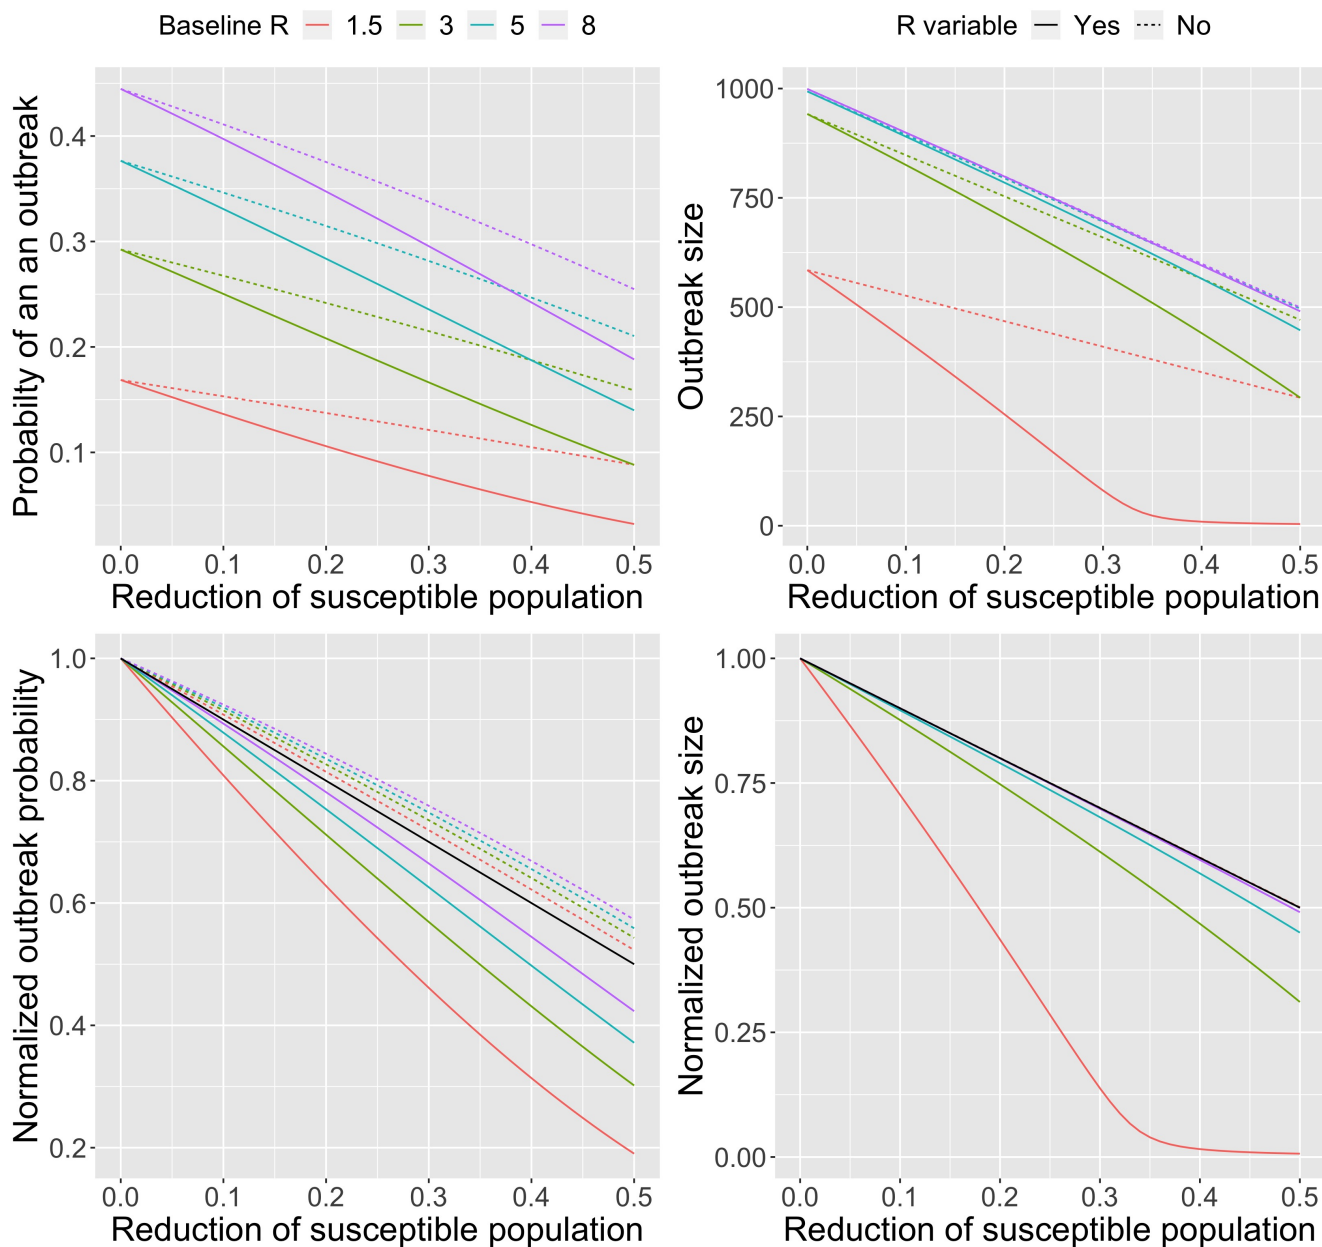 Baseline R 1.5 3 5 8
R variable Yes No
Probabilty of an an outbreak
0.4
0.3
0.2
0.1
0.0 0.1 0.2 0.3 0.4 0.5
Reduction of susceptible population
Outbreak size
1000
750
500
250
0
0.0 0.1 0.2 0.3 0.4 0.5
Reduction of susceptible population
Normalized outbreak probability
1.0
0.8
0.6
0.4
0.2
0.0 0.1 0.2 0.3 0.4 0.5
Reduction of susceptible population
Normalized outbreak size
1.00
0.75
0.50
0.25
0.00
0.0 0.1 0.2 0.3 0.4 0.5
Reduction of susceptible population